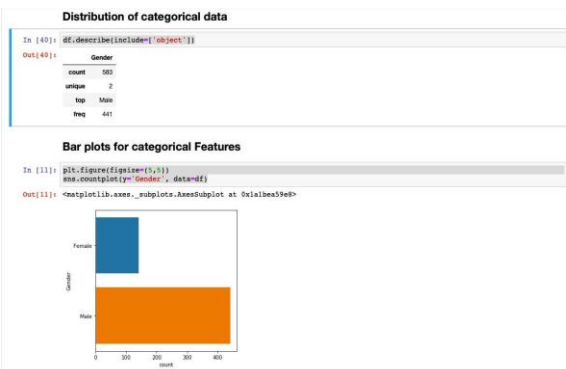 Distribution of categorical data
In [40]: df.describe(include=['object'])
Out[40]:
Gender
count 583
unique 2
top Male
freq 441
Bar plots for categorical Features
In [11]: plt.figure(figsize=(5,5))
sns.countplot(y='Gender', data=df)
Out[11]: <matplotlib.axes._subplots.AxesSubplot at 0x1a1bea59e8>
Female
Gender
Male
0 100 200 300 400
count